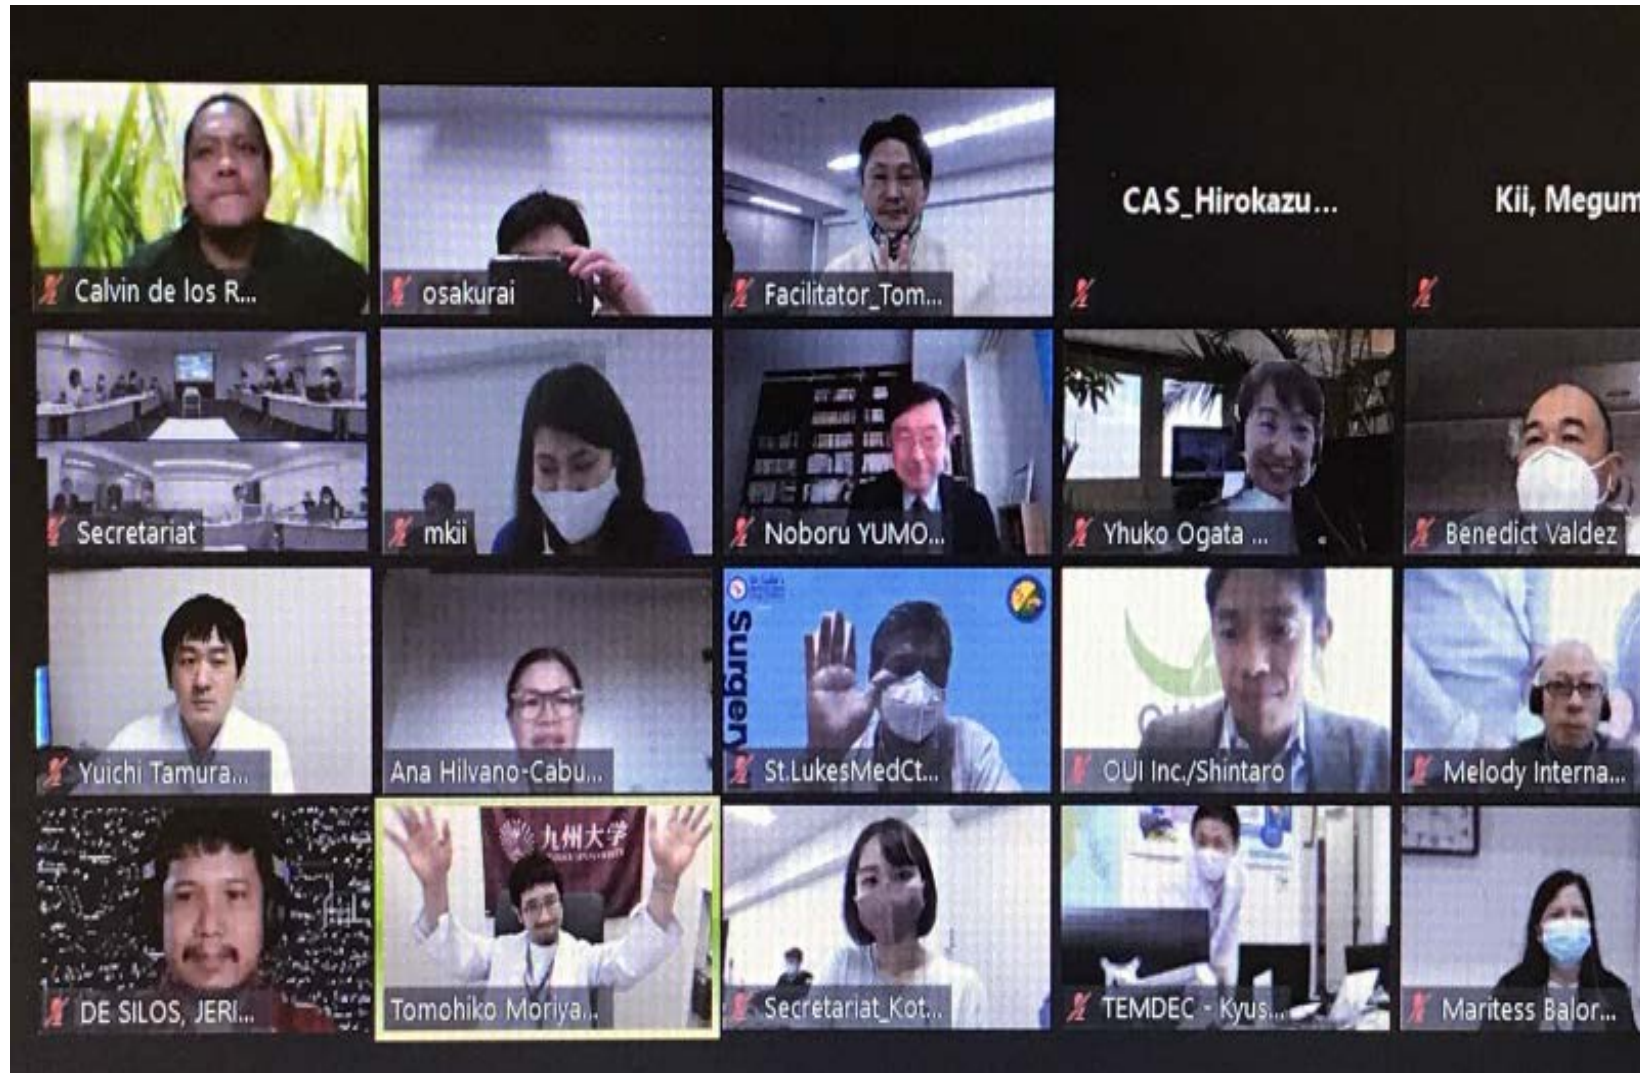 Calvin de los R...
osakurai
Facilitator_Tom...
CAS_Hirokazu...
Kii, Megum
Secretariat
mkii
Noboru YUMO...
Yhuko Ogata ...
Benedict Valdez
Yuichi Tamura...
Ana Hilvano-Cabu...
Surgery
St.LukesMedCt...
OUI Inc./Shintaro
Melody Interna...
DE SILOS, JERI...
九州大学
Tomohiko Moriya...
Secretariat_Kot...
TEMDEC - Kyus...
Maritess Balor...